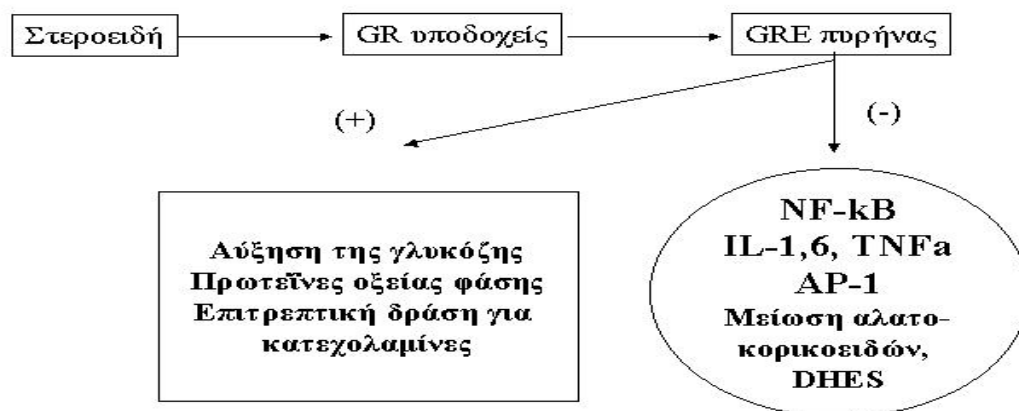 Στεροειδή
GR υποδοχείς
GRE πυρήνας
(+)
(-)
Αύξηση της γλυκόζης
Πρωτεΐνες οξείας φάσης
Επιτρεπτική δράση για
κατεχολαμίνες
NF-kB
IL-1,6, TNFa
AP-1
Μείωση αλατο-
κορικοειδών,
DHES